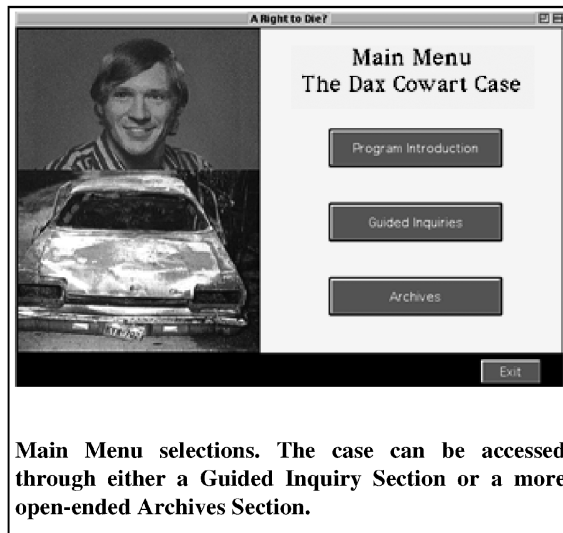 A Right to Die?
Main Menu
The Dax Cowart Case
Program Introduction
Guided Inquiries
Archives
Exit
Main Menu selections. The case can be accessed
through either a Guided Inquiry Section or a more
open-ended Archives Section.